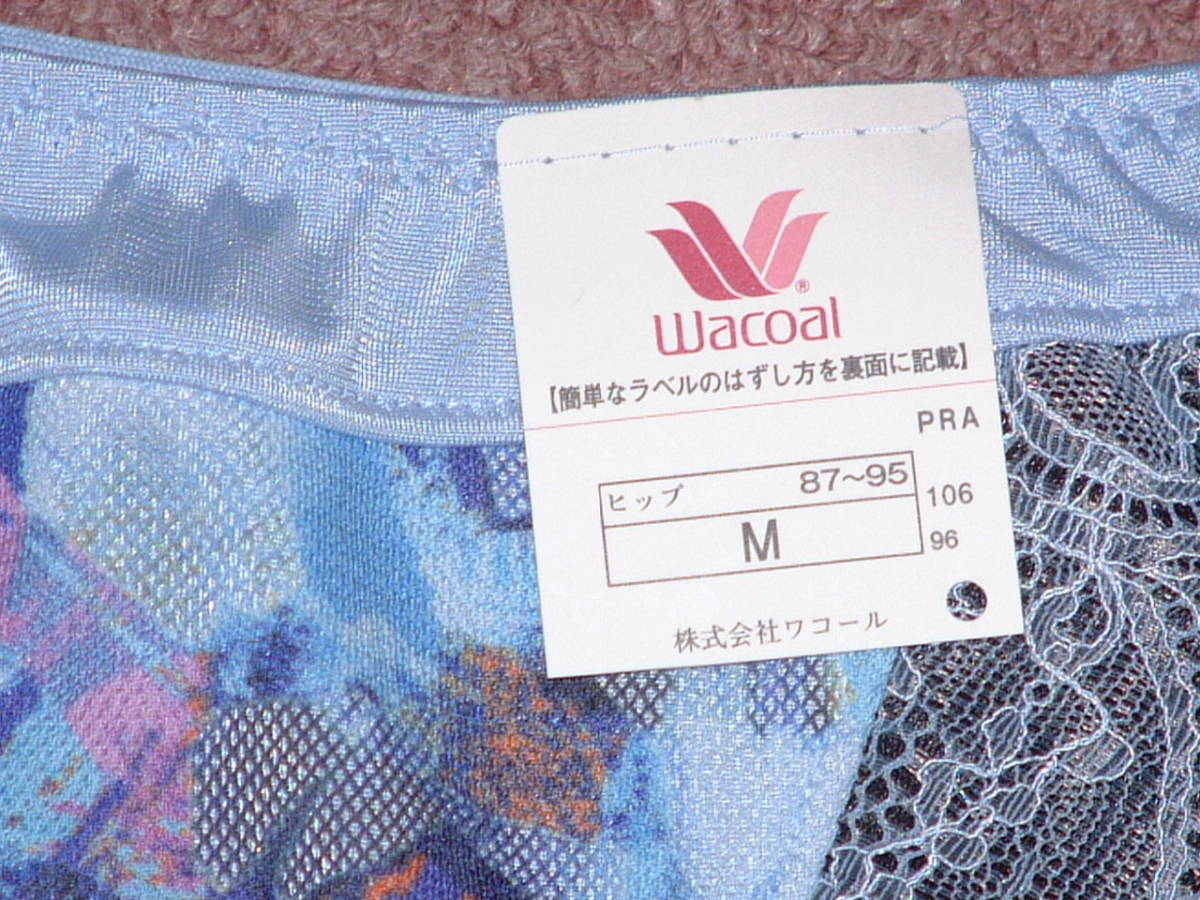 Wacoal®
【簡単なラベルのはずし方を裏面に記載】
PRA
ヒップ 87~95
106
M
96
株式会社ワコール